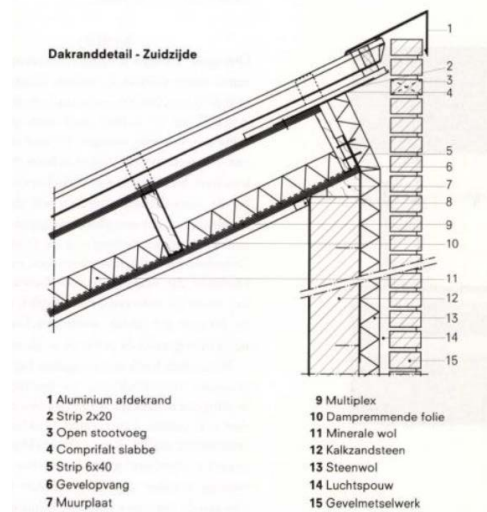 Dakranddetail - Zuidzijde
1
2
3
4
5
6
7
8
9
10
11
12
13
14
15
1 Aluminium afdekrand
2 Strip 2x20
3 Open stootvoeg
4 Comprifalt slabbe
5 Strip 6x40
6 Gevelopvang
7 Muurplaat
9 Multiplex
10 Dampremmende folie
11 Minerale wol
12 Kalkzandsteen
13 Steenwol
14 Luchtspouw
15 Gevelmetselwerk